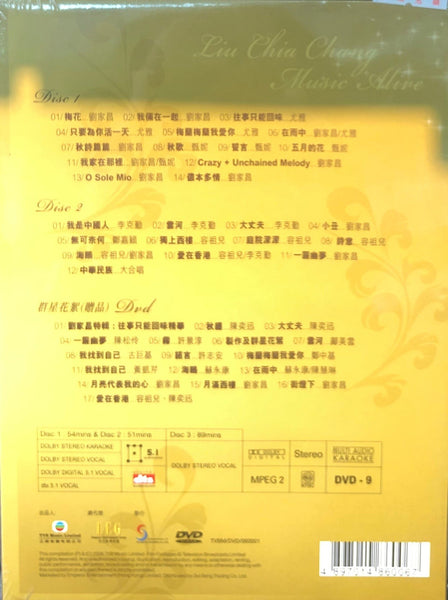 Liu Chia Chang
Music Alive
Disc 1
01/ 梅花...劉家昌 02/ 我倆在一起...劉家昌 03/ 往事只能回味...尤雅
04/ 只要為你活一天...尤雅 05/ 梅蘭梅蘭我愛你...尤雅 06/ 在雨中...劉家昌/尤雅
07/ 秋詩篇篇...劉家昌 08/ 秋歌...甄妮 09/ 誓言...劉家昌 10/ 五月的花...甄妮
11/ 我家在那裡...劉家昌/甄妮 12/ Crazy + Unchained Melody...劉家昌
13/ O Sole Mio...劉家昌 14/ 儘本多情...劉家昌
Disc 2
01/ 我是中國人...李克勤 02/ 雲河...李克勤 03/ 大丈夫...李克勤 04/ 小丑...劉家昌
05/ 無可奈何...鄭嘉穎 06/ 獨上西樓...容祖兒 07/ 庭院深深...容祖兒 08/ 詩意...容祖兒
09/ 海鷗...容祖兒/劉家昌 10/ 愛在香港...容祖兒/李克勤 11/ 一簾幽夢...劉家昌
12/ 中華民族...大合唱
群星花絮(贈品) Dvd
01/ 劉家昌特輯：往事只能回味精華 02/ 秋纏...陳奕迅 03/ 大丈夫...陳奕迅
04/ 一簾幽夢...陳松伶 05/ 霧...許景淳 06/ 製作及群星花絮 07/ 雲河...鄺美雲
08/ 我找到自己...古巨基 09/ 諾言...許志安 10/ 梅蘭梅蘭我愛你...鄭中基
11/ 我找到自己...黃凱芹 12/ 海鷗...蘇永康 13/ 在雨中...蘇永康/陳慧琳
14/ 月亮代表我的心...劉家昌 15/ 月滿西樓...劉家昌 16/ 街燈下...劉家昌
17/ 愛在香港...容祖兒、陳奕迅
Disc 1 : 54mins & Disc 2 : 51mins
Disc 3 : 89mins
DOLBY STEREO KARAOKE
DOLBY STEREO VOCAL
DOLBY DIGITAL 5.1 VOCAL
dts 5.1 VOCAL
5.1
dts
DOLBY STEREO VOCAL
DOLBY DIGITAL
Stereo
MULTI AUDIO KARAOKE
MPEG 2
DVD - 9
出品人
TVB Music Limited
EEG
DVD VIDEO